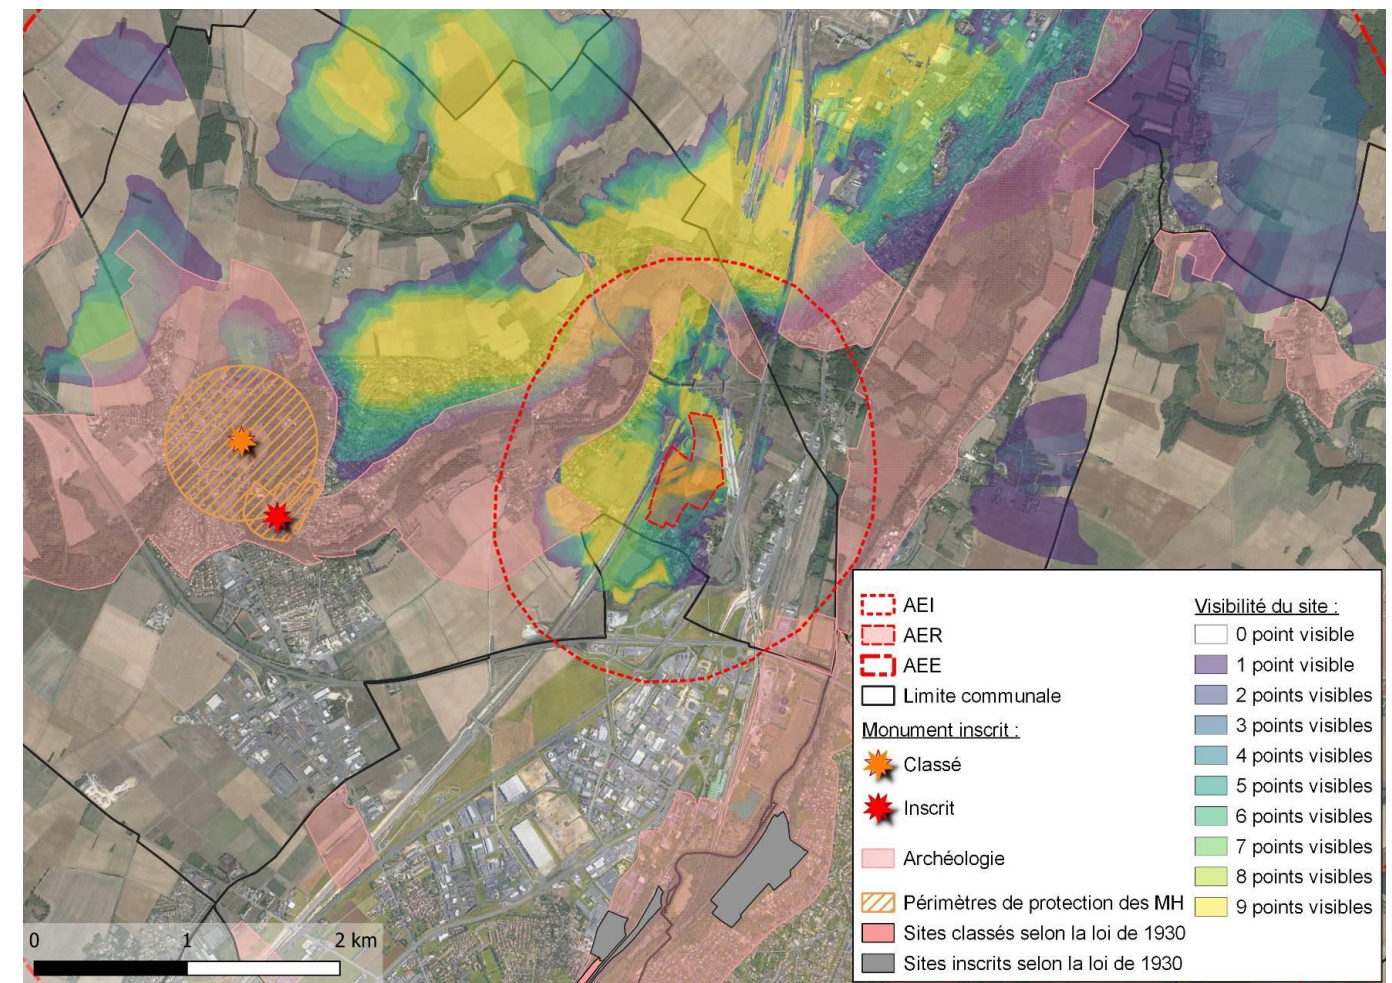 AEI
AER
AEE
Limite communale
Monument inscrit :
Classé
Inscrit
Archéologie
Périmètres de protection des MH
Sites classés selon la loi de 1930
Sites inscrits selon la loi de 1930
Visibilité du site :
0 point visible
1 point visible
2 points visibles
3 points visibles
4 points visibles
5 points visibles
6 points visibles
7 points visibles
8 points visibles
9 points visibles
0 1 2 km